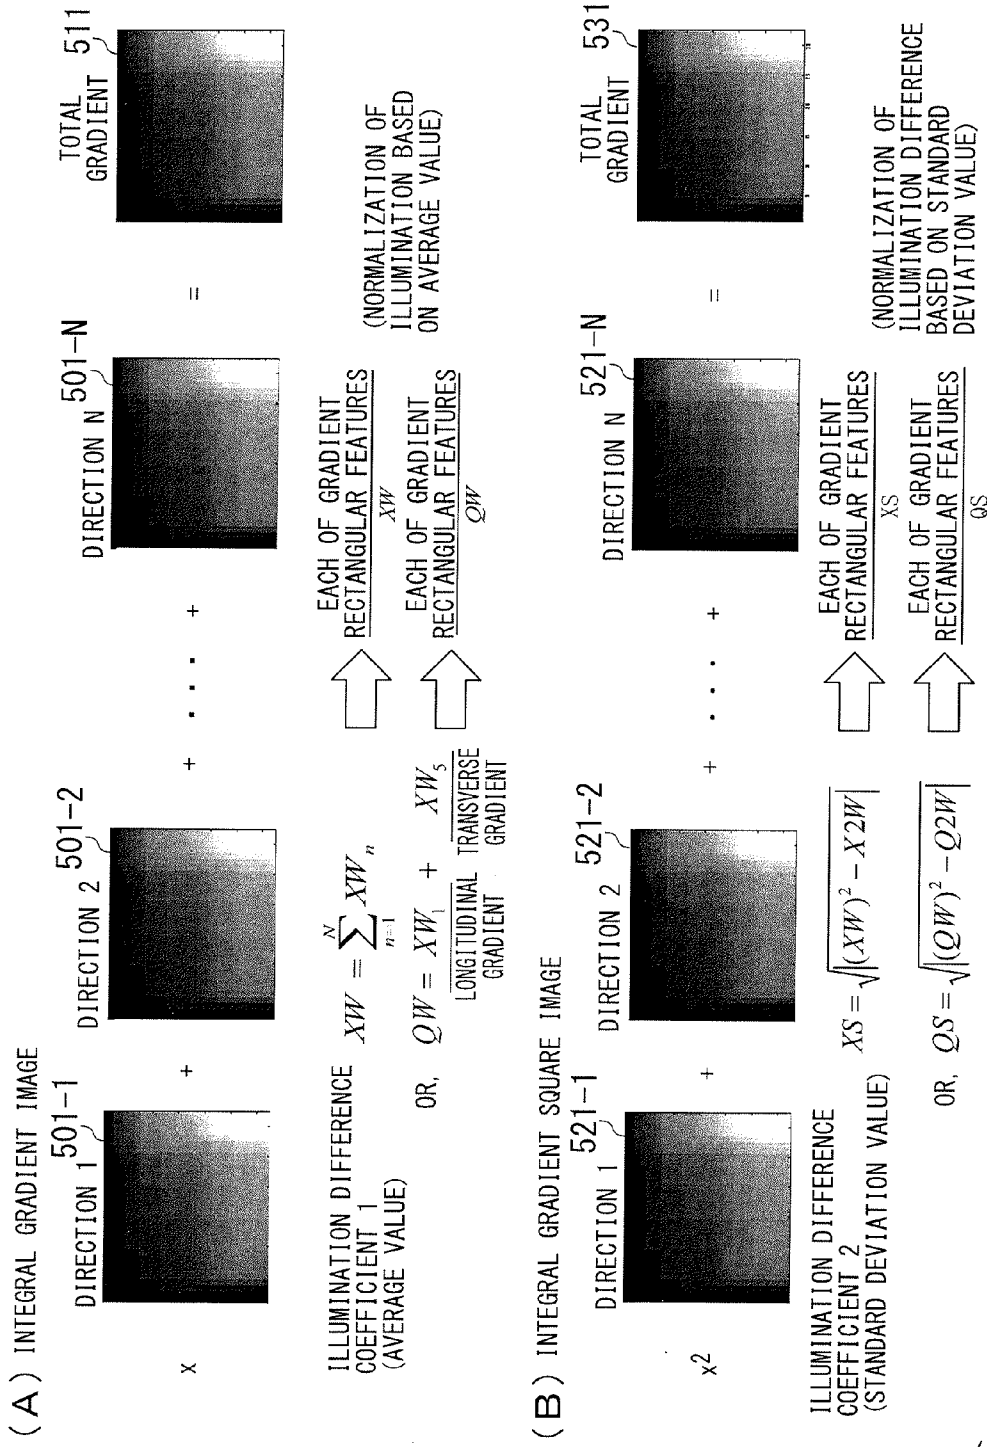 (A) INTEGRAL GRADIENT IMAGE
DIRECTION 1
501-1
DIRECTION 2
501-2
DIRECTION N
501-N
TOTAL
GRADIENT
511
x
+
+
· · · ·
+
=
ILLUMINATION DIFFERENCE
COEFFICIENT 1
(AVERAGE VALUE)
XW = \sum_{n=1}^{N} XW_n
OR, QW = XW_1 + XW_5
LONGITUDINAL
GRADIENT
TRANSVERSE
GRADIENT
EACH OF GRADIENT
RECTANGULAR FEATURES
XW
EACH OF GRADIENT
RECTANGULAR FEATURES
QW
(NORMALIZATION OF
ILLUMINATION BASED
ON AVERAGE VALUE)
(B) INTEGRAL GRADIENT SQUARE IMAGE
DIRECTION 1
521-1
DIRECTION 2
521-2
DIRECTION N
521-N
TOTAL
GRADIENT
531
x²
+
+
· · · ·
+
=
ILLUMINATION DIFFERENCE
COEFFICIENT 2
(STANDARD DEVIATION VALUE)
XS = √|(XW)² − X2W|
OR, QS = √|(QW)² − Q2W|
EACH OF GRADIENT
RECTANGULAR FEATURES
XS
EACH OF GRADIENT
RECTANGULAR FEATURES
QS
(NORMALIZATION OF
ILLUMINATION DIFFERENCE
BASED ON STANDARD
DEVIATION VALUE)